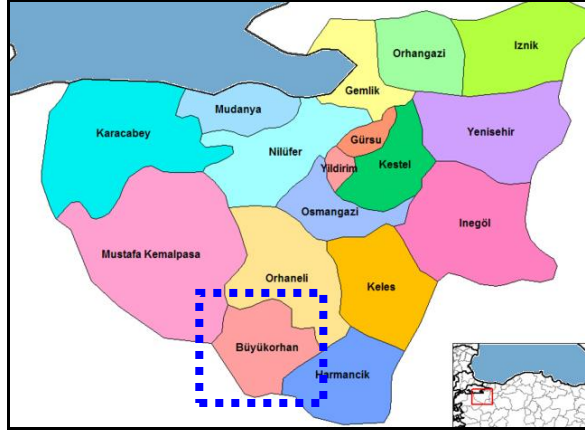 Orhangazi
Iznik
Gemlik
Mudanya
Karacabey
Yenisehir
Gürsu
Nilüfer
Yildirim
Kestel
Osmangazi
Inegöl
Mustafa Kemalpasa
Orhaneli
Keles
Büyükorhan
Harmancik